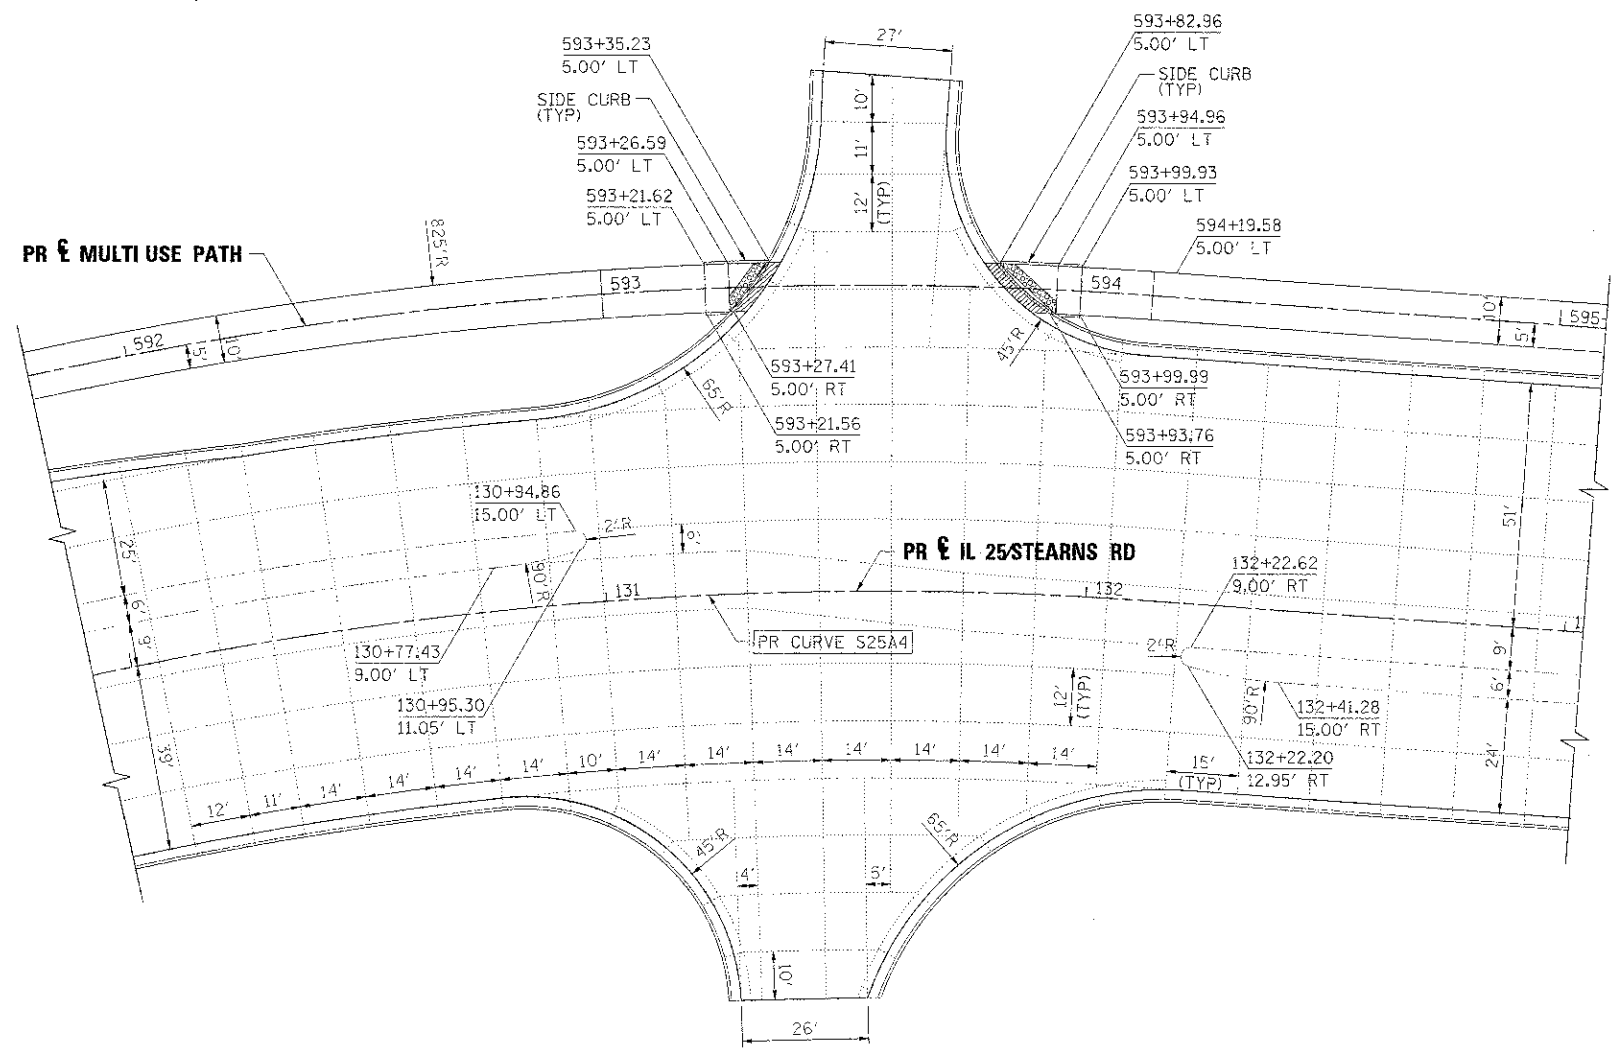 27'
593+35.23
5.00' LT
SIDE CURB
(TYP)
593+26.59
5.00' LT
593+21.62
5.00' LT
593+82.96
5.00' LT
SIDE CURB
(TYP)
593+94.96
5.00' LT
593+99.93
5.00' LT
594+19.58
5.00' LT
10'
11'
12'
(TYP)
825'R
PR ℄ MULTI USE PATH
592
5'
10'
593
594
10'
5'
595
45'R
65'R
593+27.41
5.00' RT
593+21.56
5.00' RT
593+99.99
5.00' RT
593+93.76
5.00' RT
130+94.86
15.00' LT
2'R
9'
90'R
PR ℄ IL 25/STEARNS RD
131
132
PR CURVE S25A4
130+77.43
9.00' LT
130+95.30
11.05' LT
25'
6'
9'
39'
132+22.62
9.00' RT
2'R
90'R
132+41.28
15.00' RT
132+22.20
12.95' RT
51'
1
9'
6'
24'
12'
(TYP)
12'
11'
14'
14'
14'
14'
10'
14'
14'
14'
14'
14'
14'
14'
15'
(TYP)
45'R
65'R
4'
5'
10'
26'